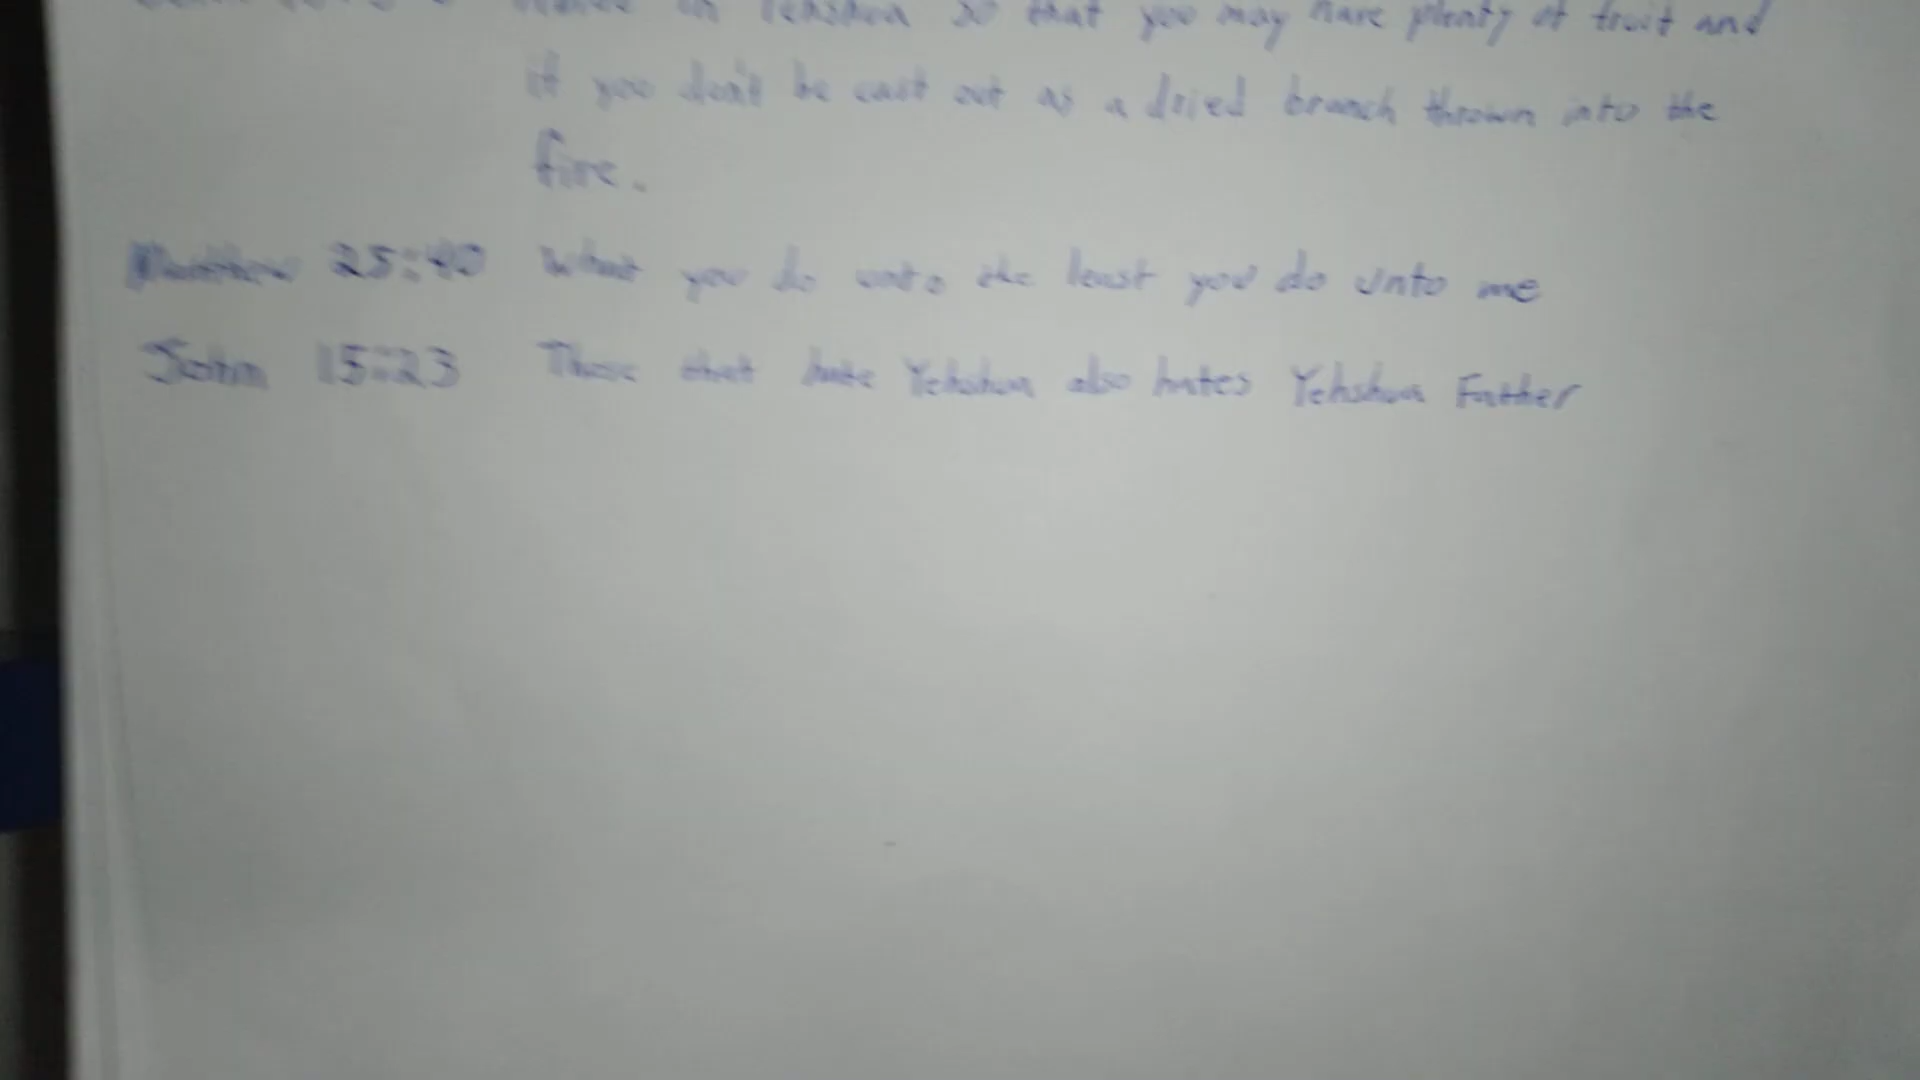 in Yehshua so that you may have plenty of fruit and
if you don't be cast out as a dried branch thrown into the
fire.
Matthew 25:40 What you do unto the least you do unto me
John 15:23 Those that hate Yehshua also hates Yehshua Father